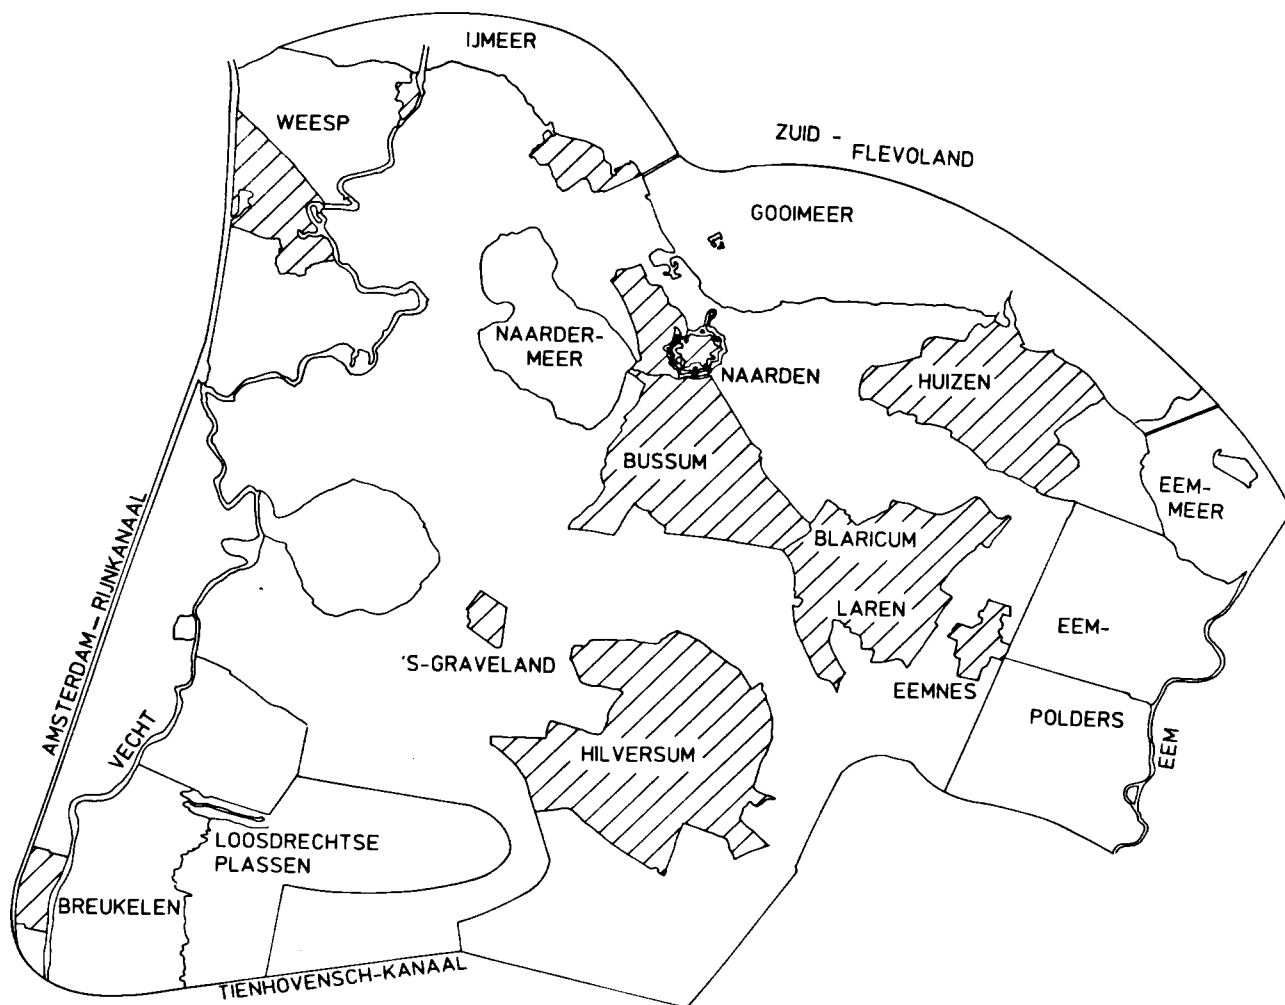 IJMEER
WEESP
ZUID -
FLEVOLAND
GOOIMEER
NAARDER-
MEER
NAARDEN
HUIZEN
BUSSUM
EEM-
MEER
BLARICUM
LAREN
EEM-
'S-GRAVELAND
EEMNES
POLDERS
EEM
AMSTERDAM-RIJNKANAAL
VECHT
HILVERSUM
LOOSDRECHTSE
PLASSEN
BREUKELEN
TIENHOVENSCH-KANAAL